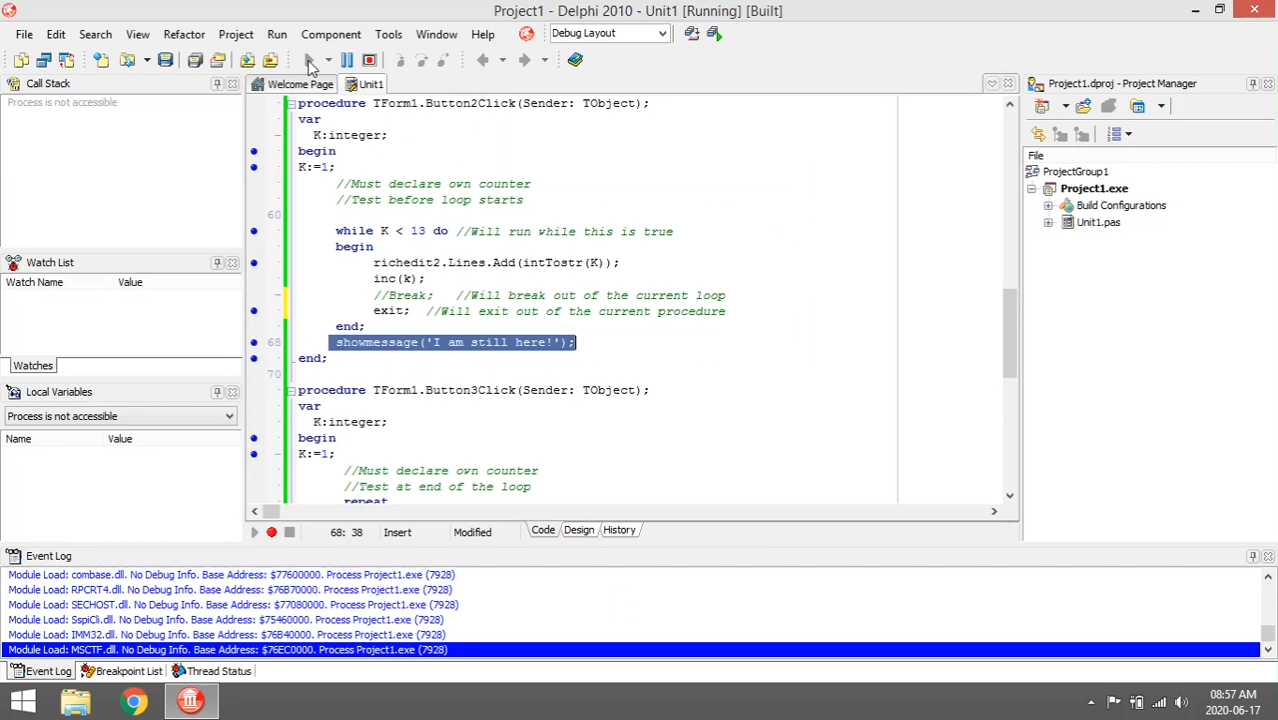 Project1 - Delphi 2010 - Unit1 [Running] [Built]
File Edit Search View Refactor Project Run Component Tools Window Help Debug Layout
Call Stack
Process is not accessible
Watch List
Watch Name Value
Watches
Local Variables
Process is not accessible
Name Value
Welcome Page Unit1
procedure TForm1.Button2Click(Sender: TObject);
var
K:integer;
begin
K:=1;
//Must declare own counter
//Test before loop starts
60
while K < 13 do //Will run while this is true
begin
richedit2.Lines.Add(intTostr(K));
inc(k);
//Break; //Will break out of the current loop
exit; //Will exit out of the current procedure
end;
68 showmessage('I am still here!');
end;
70
procedure TForm1.Button3Click(Sender: TObject);
var
K:integer;
begin
K:=1;
//Must declare own counter
//Test at end of the loop
repeat
68: 38 Insert Modified Code Design History
Project1.dproj - Project Manager
File
ProjectGroup1
Project1.exe
Build Configurations
Unit1.pas
Event Log
Module Load: combase.dll. No Debug Info. Base Address: $77600000. Process Project1.exe (7928)
Module Load: RPCRT4.dll. No Debug Info. Base Address: $76B70000. Process Project1.exe (7928)
Module Load: SECHOST.dll. No Debug Info. Base Address: $77080000. Process Project1.exe (7928)
Module Load: SspiCli.dll. No Debug Info. Base Address: $75460000. Process Project1.exe (7928)
Module Load: IMM32.dll. No Debug Info. Base Address: $76B40000. Process Project1.exe (7928)
Module Load: MSCTF.dll. No Debug Info. Base Address: $76EC0000. Process Project1.exe (7928)
Event Log Breakpoint List Thread Status
08:57 AM
2020-06-17